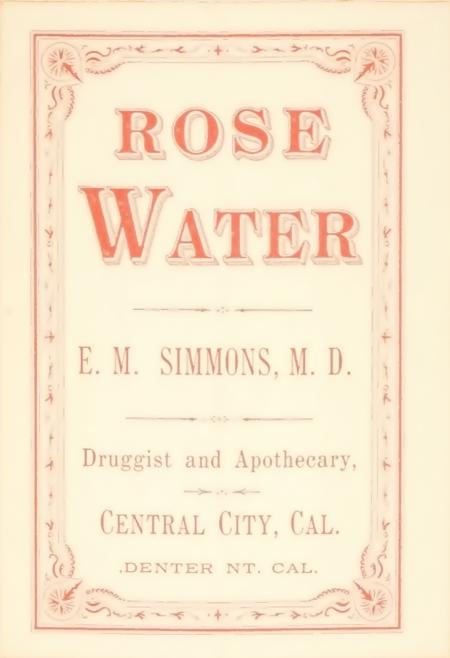 ROSE
WATER
E. M. SIMMONS, M. D.
Druggist and Apothecary,
CENTRAL CITY, CAL.
.DENTER NT. CAL.